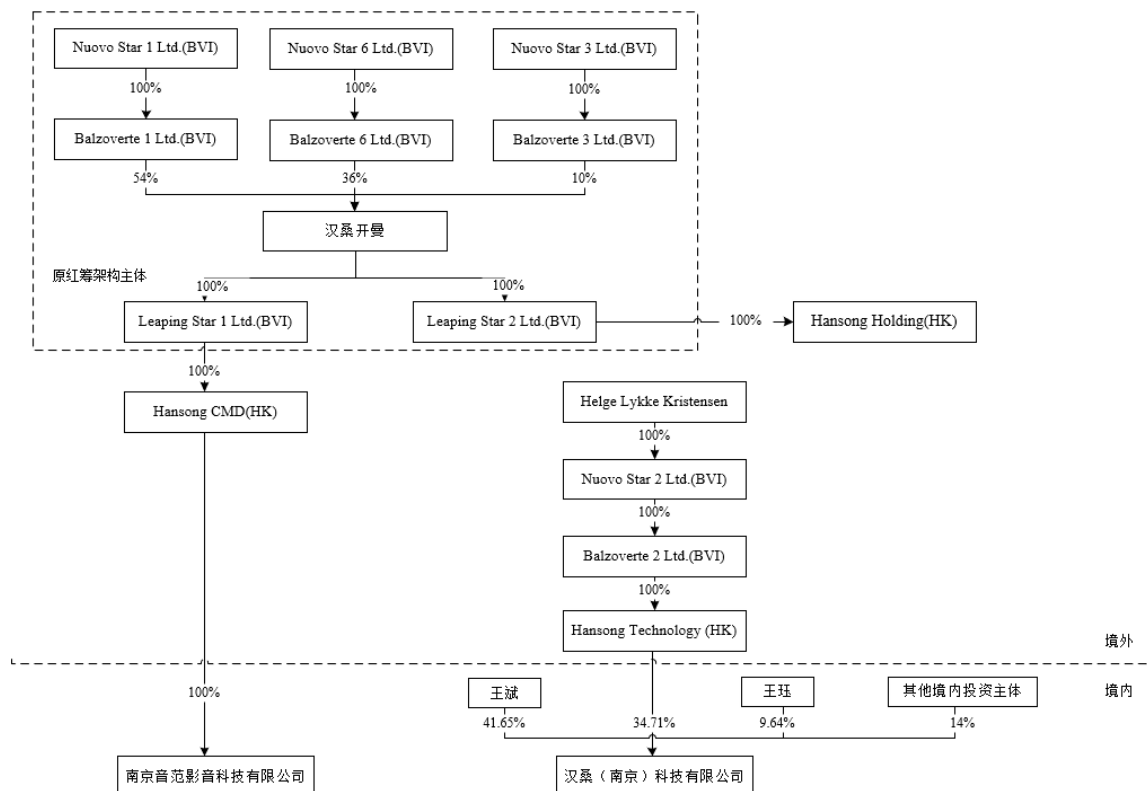 Nuovo Star 1 Ltd.(BVI)
Nuovo Star 6 Ltd.(BVI)
Nuovo Star 3 Ltd.(BVI)
100%
100%
100%
Balzoverte 1 Ltd.(BVI)
Balzoverte 6 Ltd.(BVI)
Balzoverte 3 Ltd.(BVI)
54%
36%
10%
汉桑开曼
原红筹架构主体
100%
100%
Leaping Star 1 Ltd.(BVI)
Leaping Star 2 Ltd.(BVI)
100%
Hansong Holding(HK)
100%
Hansong CMD(HK)
Helge Lykke Kristensen
100%
Nuovo Star 2 Ltd.(BVI)
100%
Balzoverte 2 Ltd.(BVI)
100%
Hansong Technology (HK)
境外
境内
100%
王斌
王珏
其他境内投资主体
41.65%
34.71%
9.64%
14%
南京音范影音科技有限公司
汉桑（南京）科技有限公司